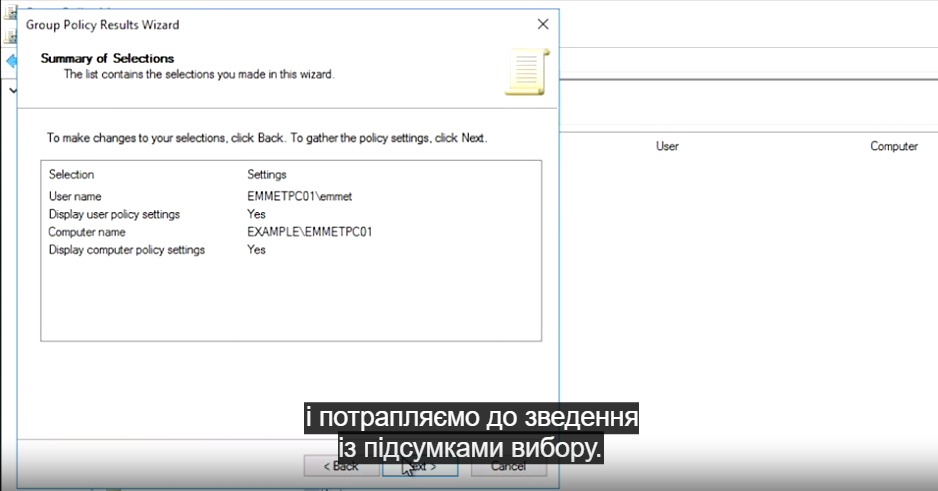 Group Policy Results Wizard
Summary of Selections
The list contains the selections you made in this wizard.
To make changes to your selections, click Back. To gather the policy settings, click Next.
Selection Settings
User name EMMETPC01\emmet
Display user policy settings Yes
Computer name EXAMPLE\EMMETPC01
Display computer policy settings Yes
User Computer
і потрапляємо до зведення
із підсумками вибору.
< Back Next > Cancel